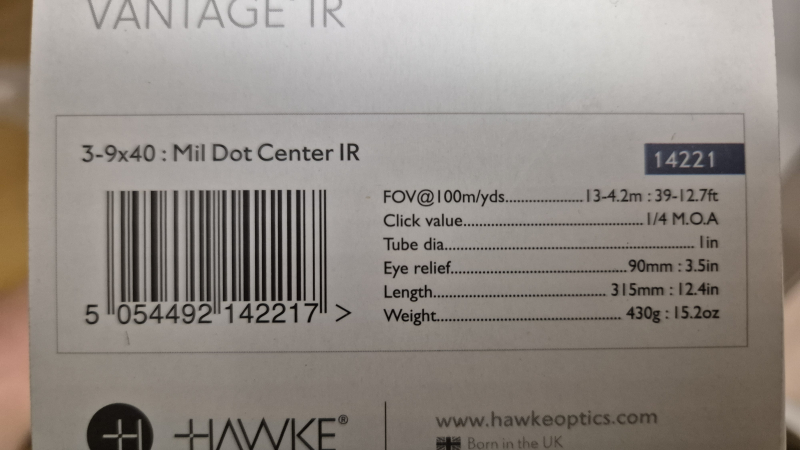 VANTAGE® IR
3-9x40 : Mil Dot Center IR
14221
FOV@100m/yds....................13-4.2m : 39-12.7ft
Click value..............................................1/4 M.O.A
Tube dia................................................................1in
Eye relief...........................................90mm : 3.5in
Length...........................................315mm : 12.4in
Weight..............................................430g : 15.2oz
5 054492 142217 >
HAWKE®
www.hawkeoptics.com
Born in the UK